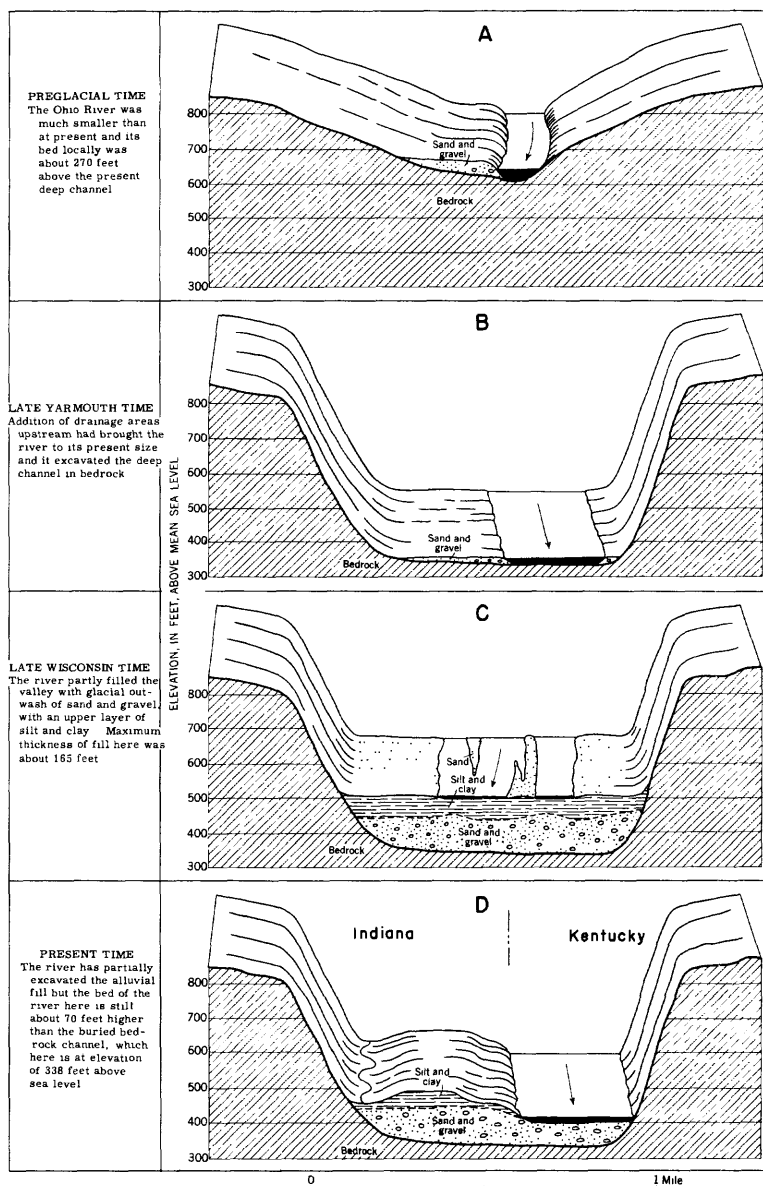 PREGLACIAL TIME
The Ohio River was
much smaller than
at present and its
bed locally was
about 270 feet
above the present
deep channel
A
800
700
600
500
400
300
Sand and
gravel
Bedrock
LATE YARMOUTH TIME
Addition of drainage areas
upstream had brought the
river to its present size
and it excavated the deep
channel in bedrock
B
800
700
600
500
400
300
Sand and
gravel
Bedrock
ELEVATION, IN FEET, ABOVE MEAN SEA LEVEL
LATE WISCONSIN TIME
The river partly filled the
valley with glacial out-
wash of sand and gravel,
with an upper layer of
silt and clay Maximum
thickness of fill here was
about 165 feet
C
800
700
600
500
400
300
Sand
Silt and
clay
Sand and
gravel
Bedrock
PRESENT TIME
The river has partially
excavated the alluvial
fill but the bed of the
river here is still
about 70 feet higher
than the buried bed-
rock channel, which
here is at elevation
of 338 feet above
sea level
D
Indiana
Kentucky
800
700
600
500
400
300
Silt and
clay
Sand and
gravel
Bedrock
0
1 Mile